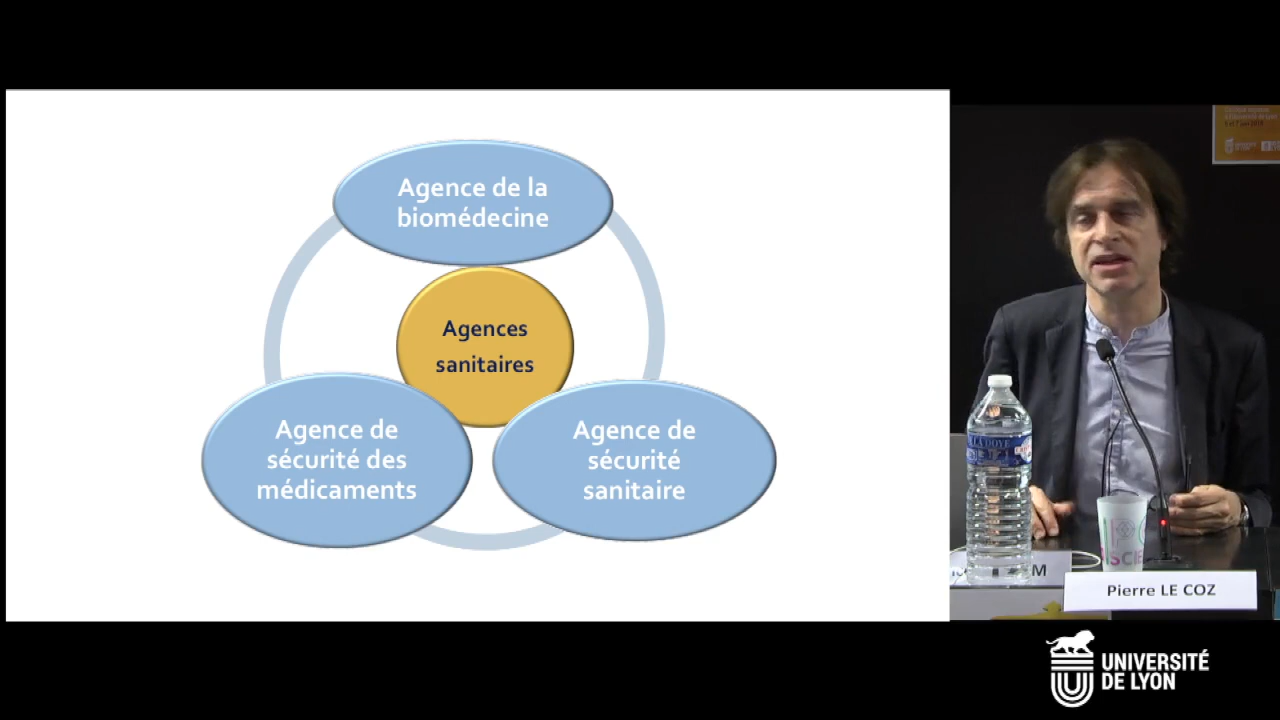 Agence de la
biomédecine
Agences
sanitaires
Agence de
sécurité des
médicaments
Agence de
sécurité
sanitaire
Pierre LE COZ
UNIVERSITÉ
DE LYON